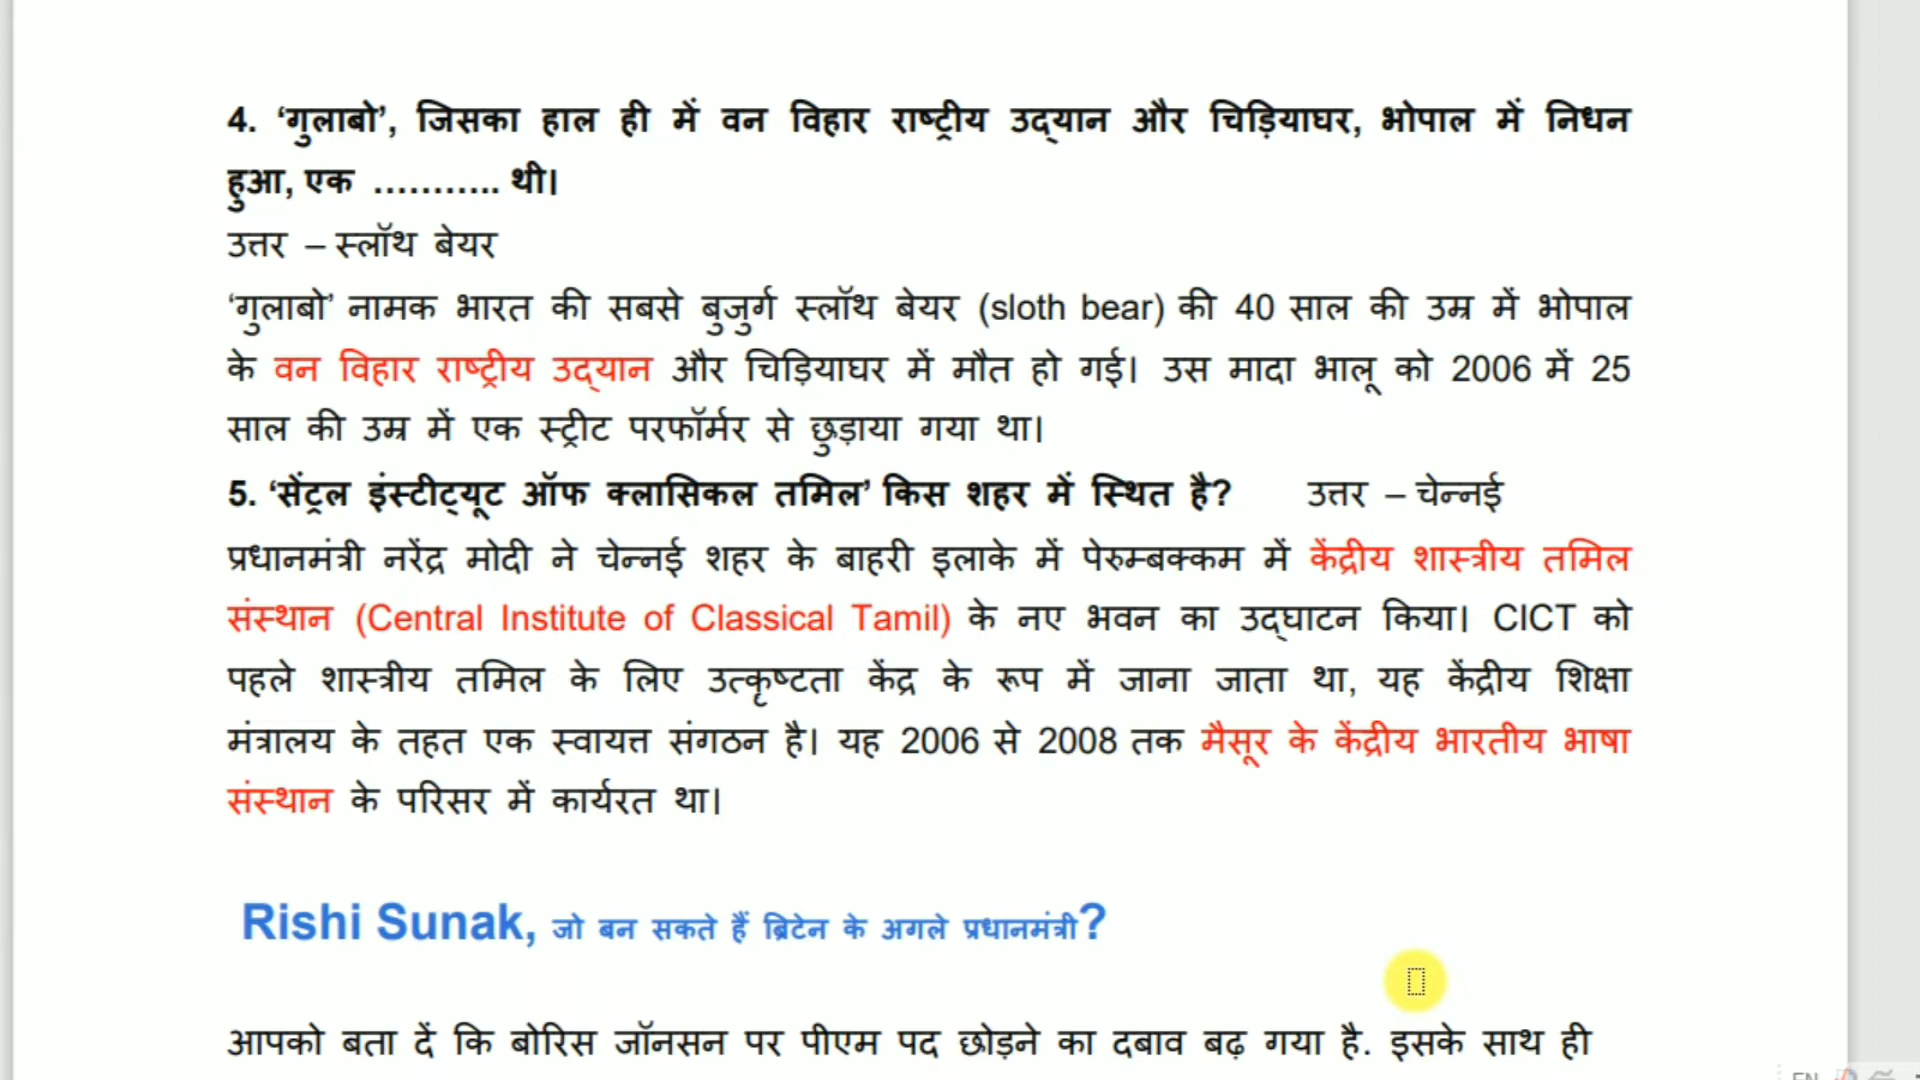 4. ‘गुलाबो’, जिसका हाल ही में वन विहार राष्ट्रीय उद्यान और चिड़ियाघर, भोपाल में निधन
हुआ, एक ……….. थी।
उत्तर – स्लॉथ बेयर
‘गुलाबो’ नामक भारत की सबसे बुजुर्ग स्लॉथ बेयर (sloth bear) की 40 साल की उम्र में भोपाल
के वन विहार राष्ट्रीय उद्यान और चिड़ियाघर में मौत हो गई। उस मादा भालू को 2006 में 25
साल की उम्र में एक स्ट्रीट परफॉर्मर से छुड़ाया गया था।
5. ‘सेंट्रल इंस्टीट्यूट ऑफ क्लासिकल तमिल’ किस शहर में स्थित है? उत्तर – चेन्नई
प्रधानमंत्री नरेंद्र मोदी ने चेन्नई शहर के बाहरी इलाके में पेरुम्बक्कम में केंद्रीय शास्त्रीय तमिल
संस्थान (Central Institute of Classical Tamil) के नए भवन का उद्घाटन किया। CICT को
पहले शास्त्रीय तमिल के लिए उत्कृष्टता केंद्र के रूप में जाना जाता था, यह केंद्रीय शिक्षा
मंत्रालय के तहत एक स्वायत्त संगठन है। यह 2006 से 2008 तक मैसूर के केंद्रीय भारतीय भाषा
संस्थान के परिसर में कार्यरत था।
Rishi Sunak, जो बन सकते हैं ब्रिटेन के अगले प्रधानमंत्री?
आपको बता दें कि बोरिस जॉनसन पर पीएम पद छोड़ने का दबाव बढ़ गया है. इसके साथ ही